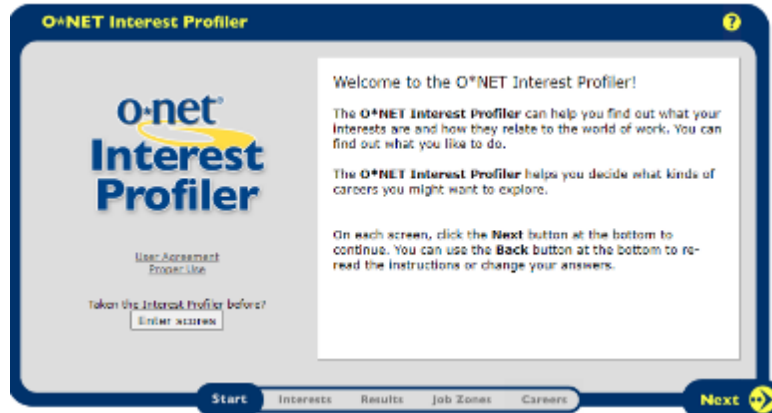 O*NET Interest Profiler
?
o*net®
Interest
Profiler
User Agreement
Proper Use
Taken the Interest Profiler before?
Enter scores
Welcome to the O*NET Interest Profiler!
The O*NET Interest Profiler can help you find out what your
interests are and how they relate to the world of work. You can
find out what you like to do.
The O*NET Interest Profiler helps you decide what kinds of
careers you might want to explore.
On each screen, click the Next button at the bottom to
continue. You can use the Back button at the bottom to re-
read the instructions or change your answers.
Start Interests Results Job Zones Careers
Next